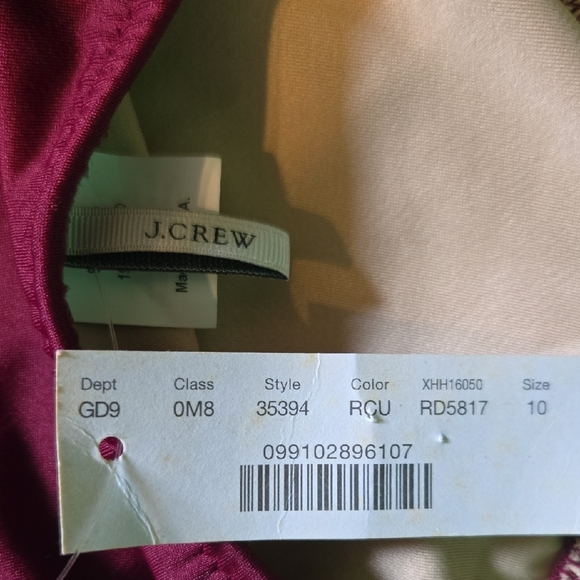 J.CREW
Dept Class Style Color XHH16050 Size
GD9 0M8 35394 RCU RD5817 10
099102896107